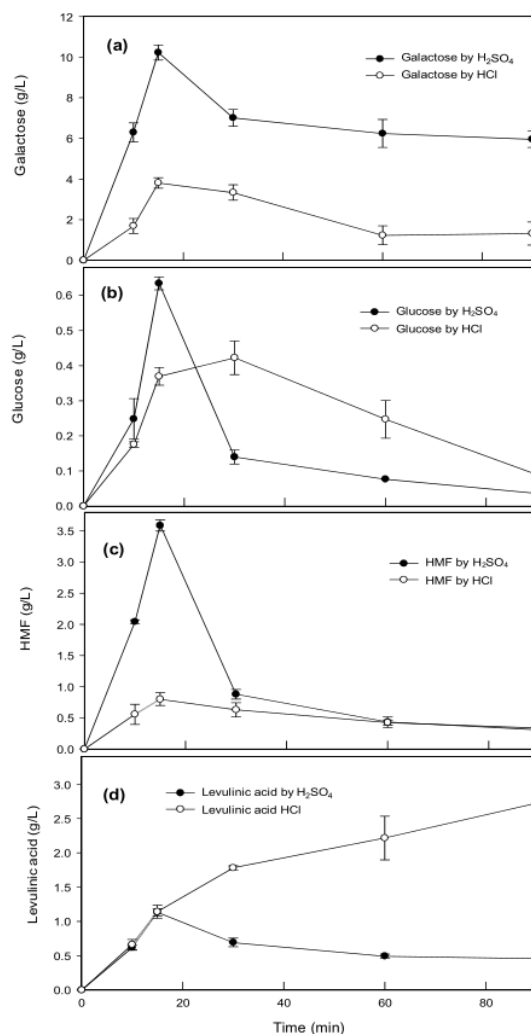 (a)
Galactose by H₂SO₄
Galactose by HCl
Galactose (g/L)
12
10
8
6
4
2
0
(b)
Glucose by H₂SO₄
Glucose by HCl
Glucose (g/L)
0.6
0.5
0.4
0.3
0.2
0.1
0.0
(c)
HMF by H₂SO₄
HMF by HCl
HMF (g/L)
3.5
3.0
2.5
2.0
1.5
1.0
0.5
0.0
(d)
Levulinic acid by H₂SO₄
Levulinic acid HCl
Levulinic acid (g/L)
3.0
2.5
2.0
1.5
1.0
0.5
0.0
0 20 40 60 80
Time (min)